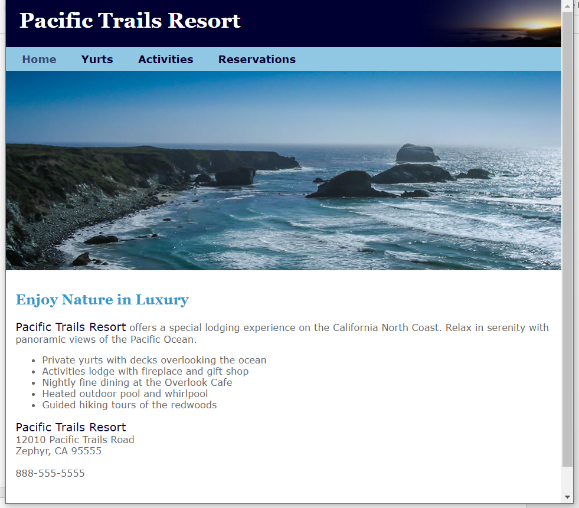 Pacific Trails Resort
Home Yurts Activities Reservations
Enjoy Nature in Luxury
Pacific Trails Resort offers a special lodging experience on the California North Coast. Relax in serenity with
panoramic views of the Pacific Ocean.
• Private yurts with decks overlooking the ocean
• Activities lodge with fireplace and gift shop
• Nightly fine dining at the Overlook Cafe
• Heated outdoor pool and whirlpool
• Guided hiking tours of the redwoods
Pacific Trails Resort
12010 Pacific Trails Road
Zephyr, CA 95555
888-555-5555